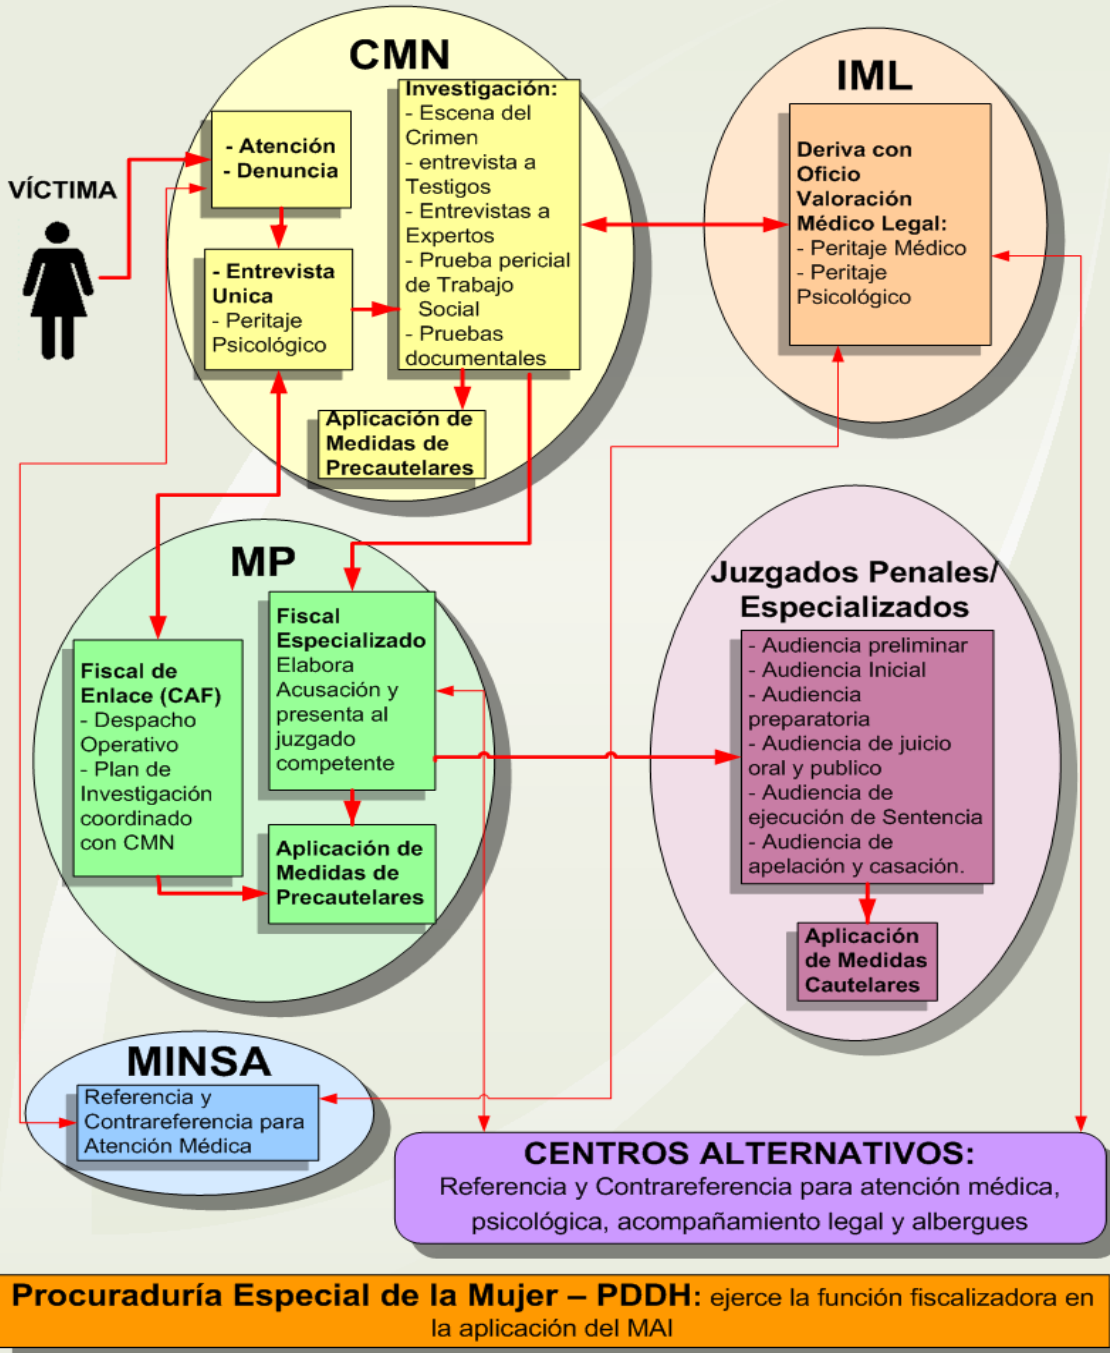 VÍCTIMA
CMN
- Atención
- Denuncia
- Entrevista
Unica
- Peritaje
Psicológico
Investigación:
- Escena del
Crimen
- entrevista a
Testigos
- Entrevistas a
Expertos
- Prueba pericial
de Trabajo
Social
- Pruebas
documentales
Aplicación de
Medidas de
Precautelares
IML
Deriva con
Oficio
Valoración
Médico Legal:
- Peritaje Médico
- Peritaje
Psicológico
MP
Fiscal de
Enlace (CAF)
- Despacho
Operativo
- Plan de
Investigación
coordinado
con CMN
Fiscal
Especializado
Elabora
Acusación y
presenta al
juzgado
competente
Aplicación de
Medidas de
Precautelares
Juzgados Penales/
Especializados
- Audiencia preliminar
- Audiencia Inicial
- Audiencia
preparatoria
- Audiencia de juicio
oral y publico
- Audiencia de
ejecución de Sentencia
- Audiencia de
apelación y casación.
Aplicación
de Medidas
Cautelares
MINSA
Referencia y
Contrareferencia para
Atención Médica
CENTROS ALTERNATIVOS:
Referencia y Contrareferencia para atención médica,
psicológica, acompañamiento legal y albergues
Procuraduría Especial de la Mujer – PDDH: ejerce la función fiscalizadora en
la aplicación del MAI